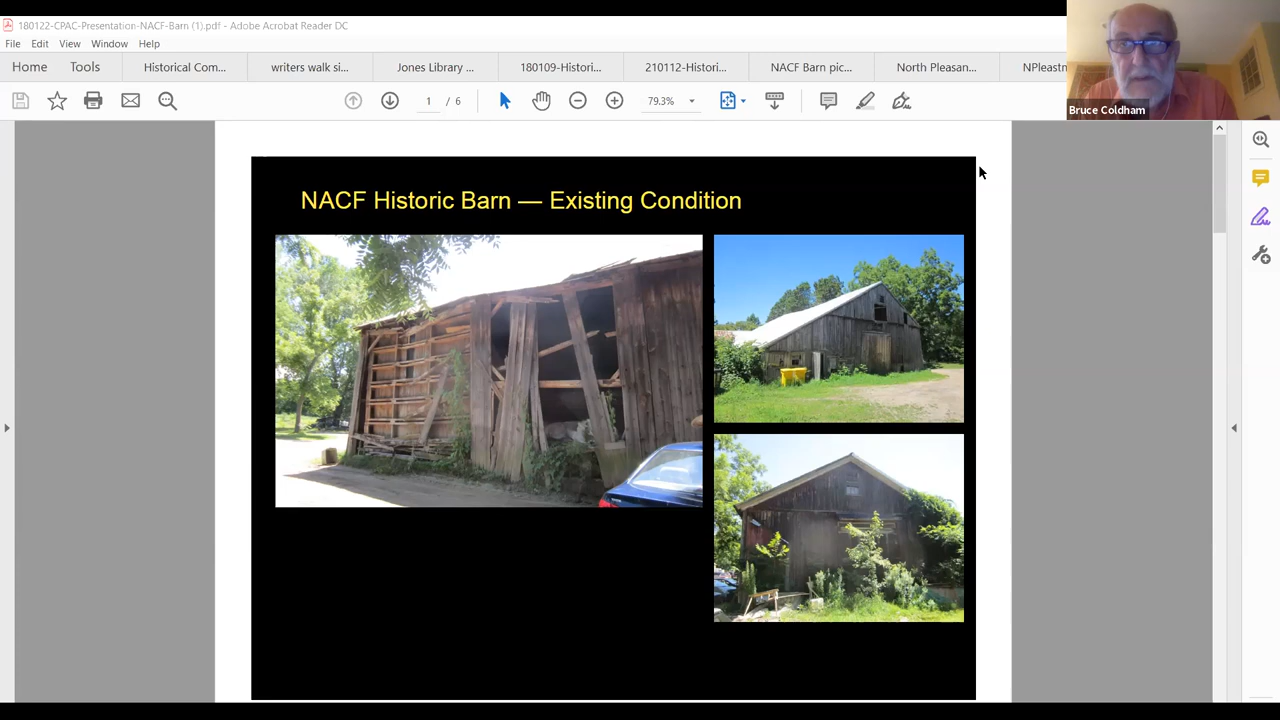 180122-CPAC-Presentation-NACF-Barn (1).pdf - Adobe Acrobat Reader DC
File Edit View Window Help
Home Tools Historical Com... writers walk si... Jones Library ... 180109-Histori... 210112-Histori... NACF Barn pic... North Pleasan... NPleastn
1 / 6 79.3%
Bruce Coldham
NACF Historic Barn — Existing Condition